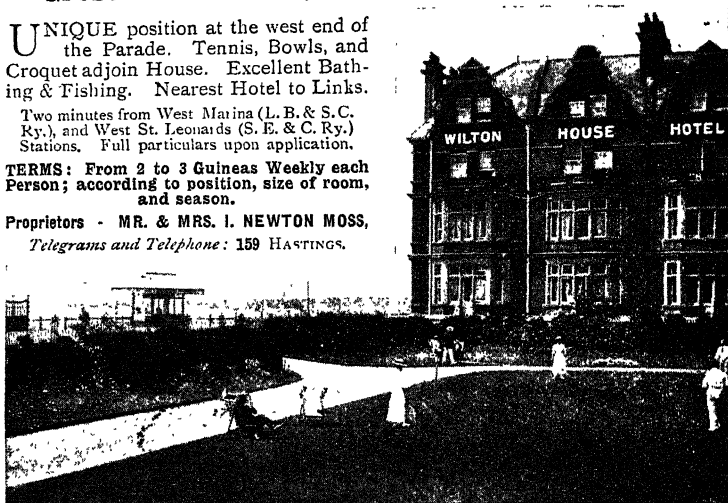 UNIQUE position at the west end of
the Parade. Tennis, Bowls, and
Croquet adjoin House. Excellent Bath-
ing & Fishing. Nearest Hotel to Links.
Two minutes from West Marina (L. B. & S. C.
Ry.), and West St. Leonards (S. E. & C. Ry.)
Stations. Full particulars upon application.
TERMS: From 2 to 3 Guineas Weekly each
Person; according to position, size of room,
and season.
Proprietors - MR. & MRS. I. NEWTON MOSS,
Telegrams and Telephone: 159 HASTINGS.
WILTON HOUSE HOTEL